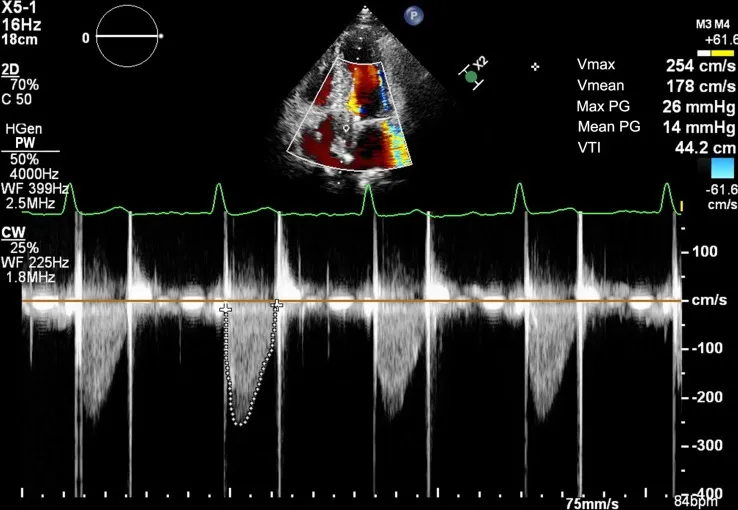 X5-1
16Hz
18cm
0
2D
70%
C 50
HGen
PW
50%
4000Hz
WF 399Hz
2.5MHz
CW
25%
WF 225Hz
1.8MHz
P
X2
M3 M4
+61.6
Vmax 254 cm/s
Vmean 178 cm/s
Max PG 26 mmHg
Mean PG 14 mmHg
VTI 44.2 cm
-61.6
cm/s
100
cm/s
-100
-200
-300
-400
75mm/s
84bpm